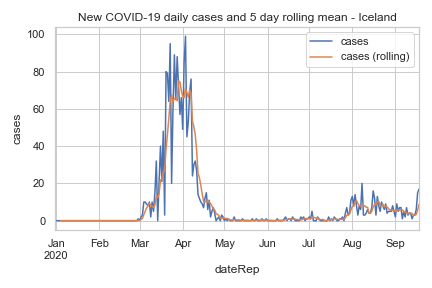 New COVID-19 daily cases and 5 day rolling mean - Iceland
cases
cases (rolling)
100
80
60
40
20
0
cases
Jan Feb Mar Apr May Jun Jul Aug Sep
2020
dateRep